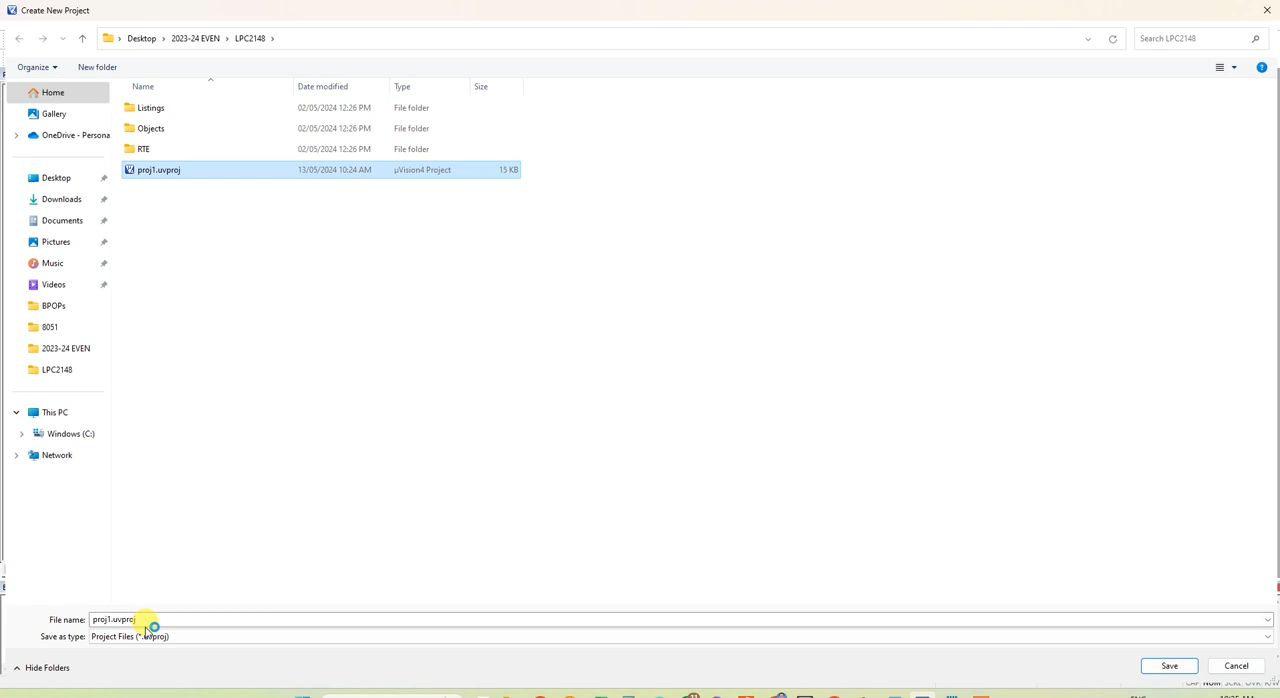 Create New Project
Desktop › 2023-24 EVEN › LPC2148 ›
Search LPC2148
Organize
New folder
Name
Date modified
Type
Size
Home
Gallery
OneDrive - Persona
Desktop
Downloads
Documents
Pictures
Music
Videos
BPOPs
8051
2023-24 EVEN
LPC2148
This PC
Windows (C:)
Network
Listings 02/05/2024 12:26 PM File folder
Objects 02/05/2024 12:26 PM File folder
RTE 02/05/2024 12:26 PM File folder
proj1.uvproj 13/05/2024 10:24 AM µVision4 Project 15 KB
File name: proj1.uvproj
Save as type: Project Files (*.uvproj)
Hide Folders
Save
Cancel